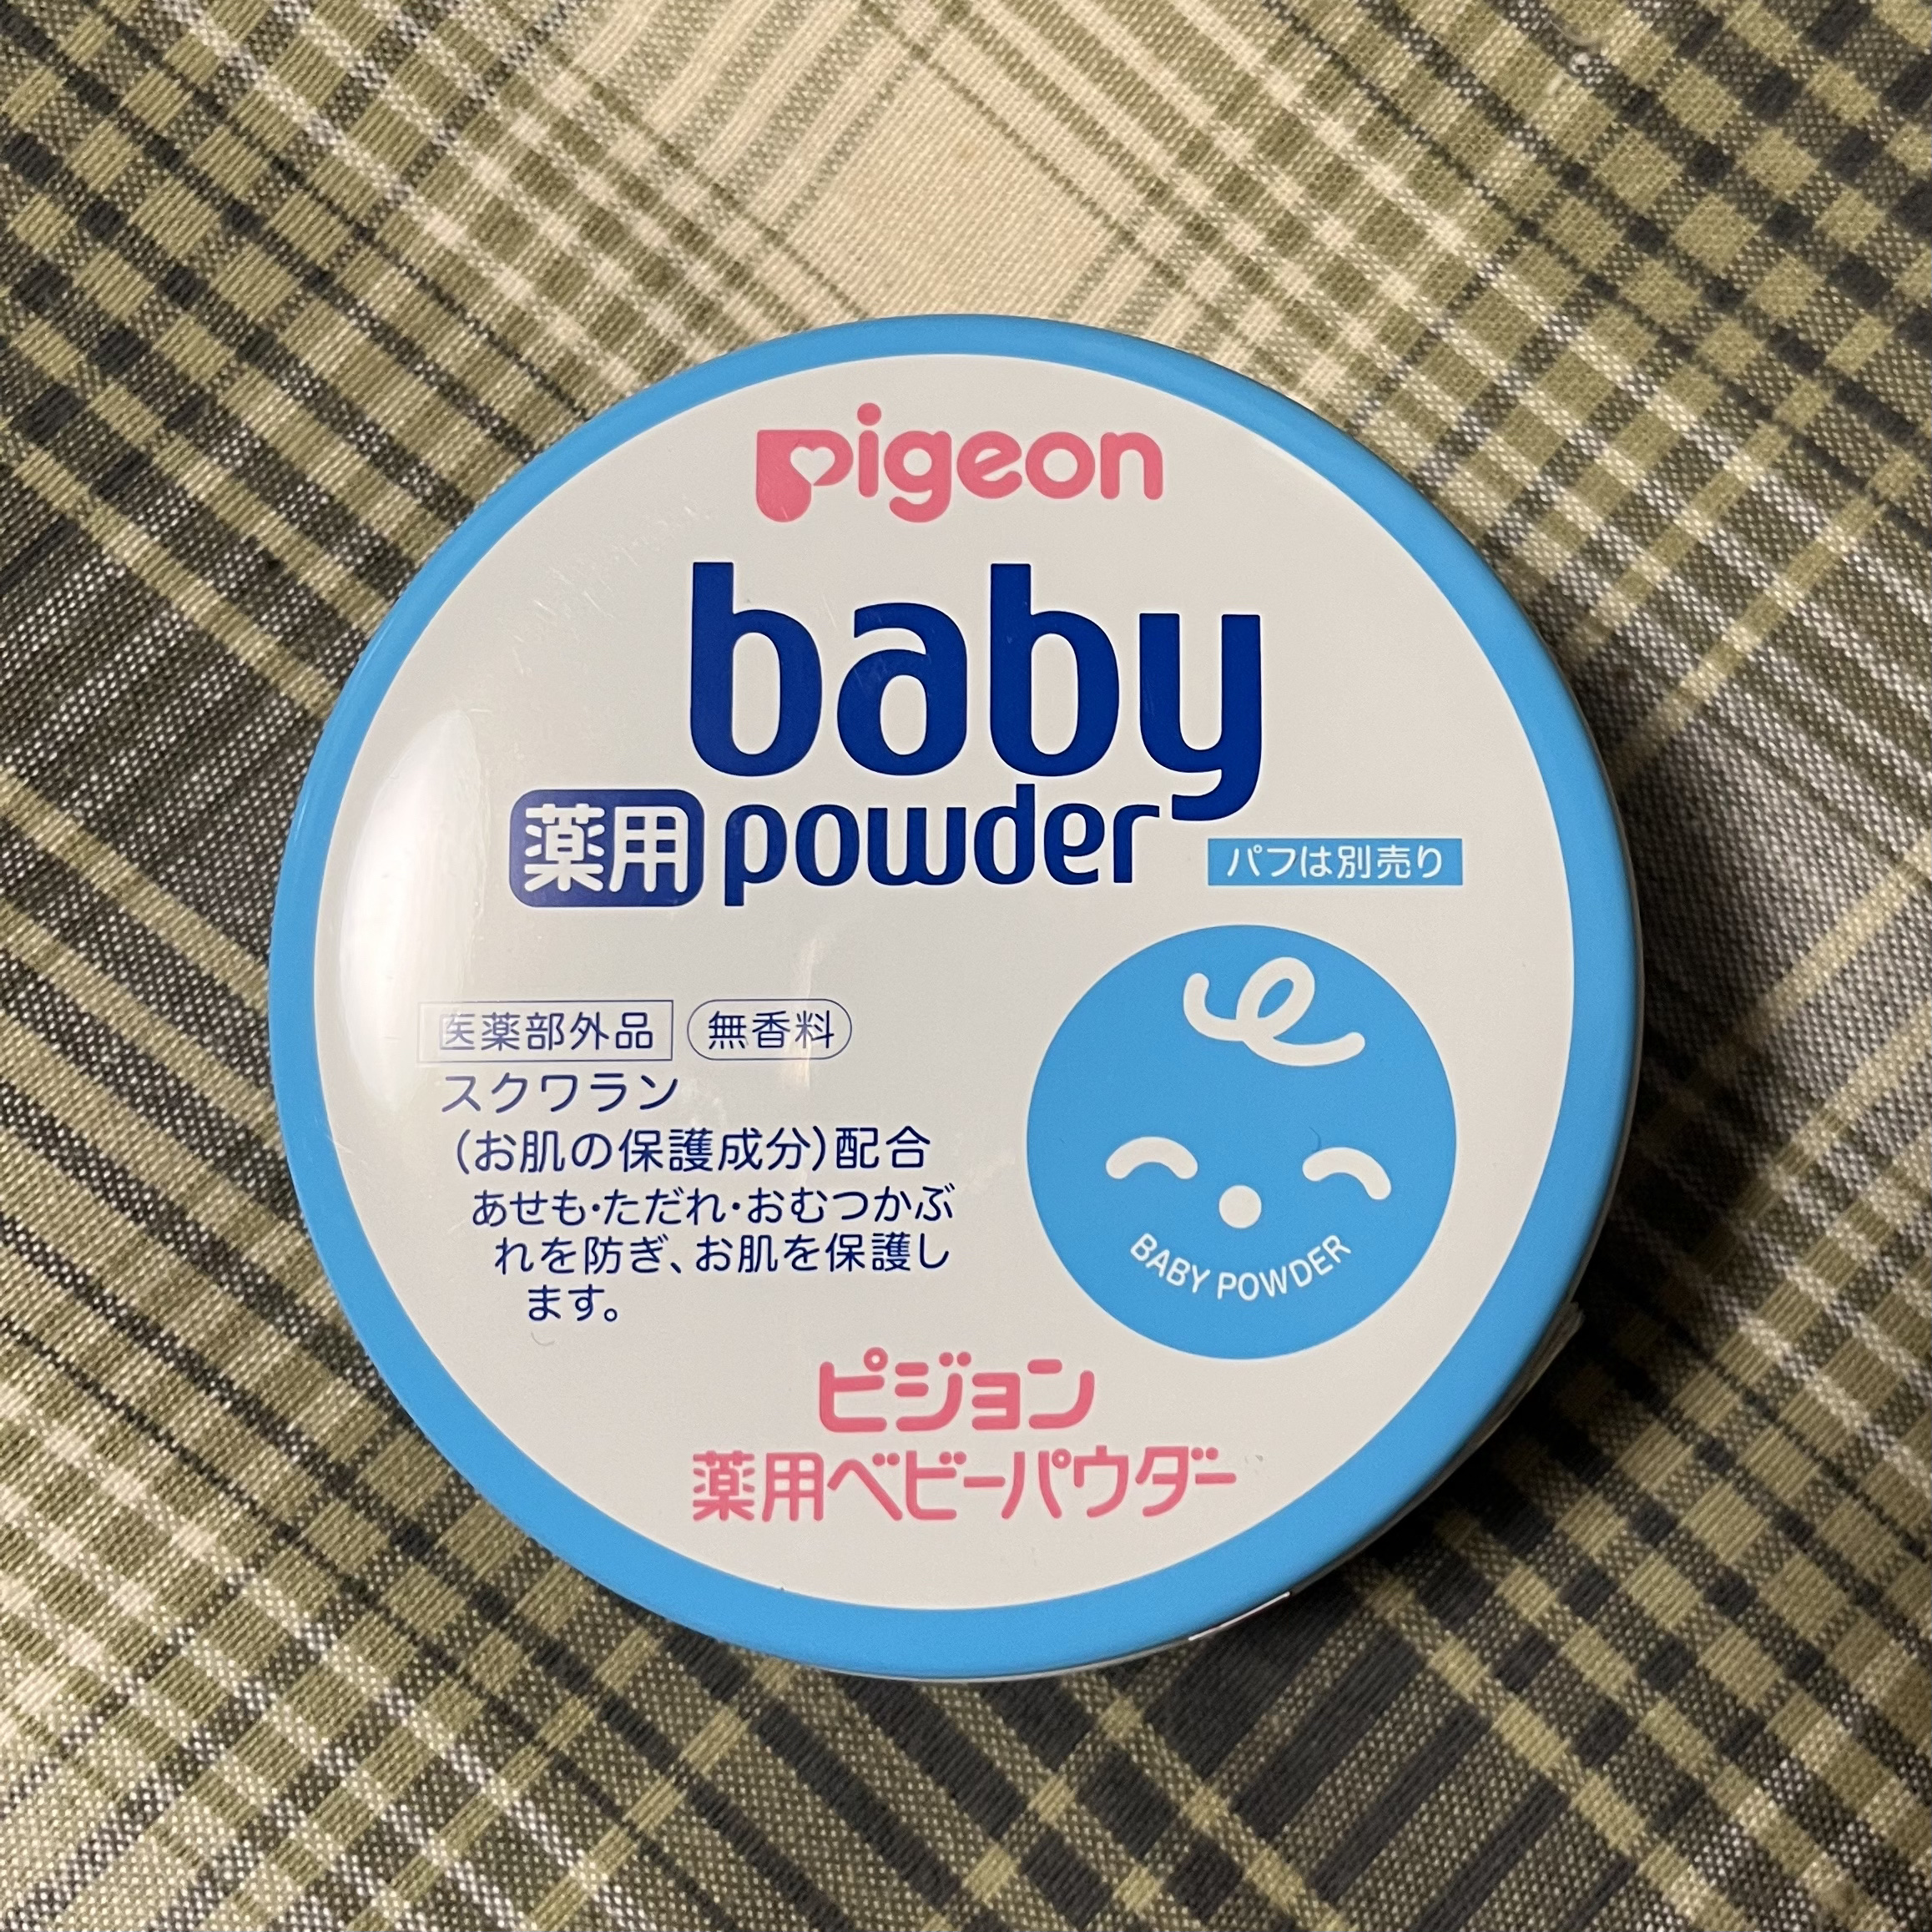 pigeon
baby
薬用 powder
パフは別売り
医薬部外品 無香料
スクワラン
(お肌の保護成分)配合
あせも・ただれ・おむつかぶ
れを防ぎ、お肌を保護し
ます。
BABY POWDER
ピジョン
薬用ベビーパウダー